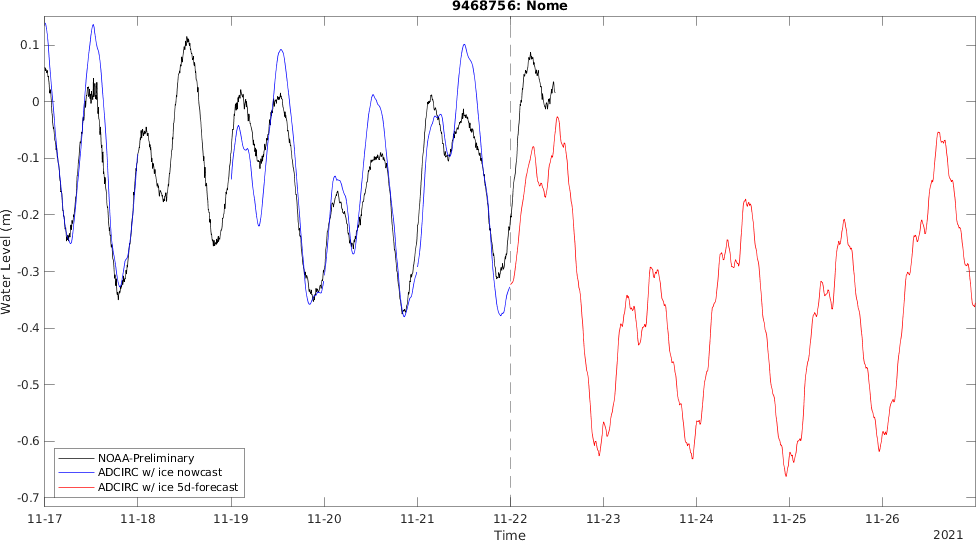 9468756: Nome
0.1
0
-0.1
-0.2
-0.3
-0.4
-0.5
-0.6
-0.7
Water Level (m)
NOAA-Preliminary
ADCIRC w/ ice nowcast
ADCIRC w/ ice 5d-forecast
11-17 11-18 11-19 11-20 11-21 11-22 11-23 11-24 11-25 11-26
Time
2021